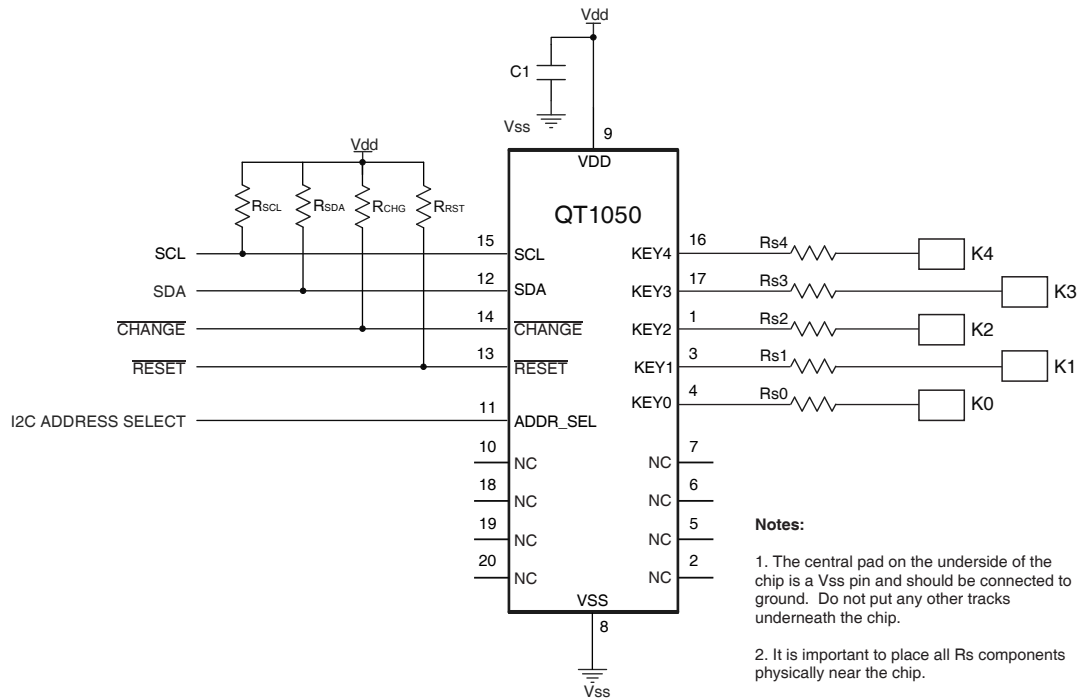 Vdd
C1
Vss
9
VDD
Vdd
RSCL
RSDA
RCHG
RRST
QT1050
SCL
15
SCL
SDA
12
SDA
CHANGE
14
CHANGE
RESET
13
RESET
I2C ADDRESS SELECT
11
ADDR_SEL
10
NC
18
NC
19
NC
20
NC
KEY4
16
Rs4
K4
KEY3
17
Rs3
K3
KEY2
1
Rs2
K2
KEY1
3
Rs1
K1
KEY0
4
Rs0
K0
NC
7
NC
6
NC
5
NC
2
VSS
8
Vss
Notes:
1. The central pad on the underside of the
chip is a Vss pin and should be connected to
ground. Do not put any other tracks
underneath the chip.
2. It is important to place all Rs components
physically near the chip.